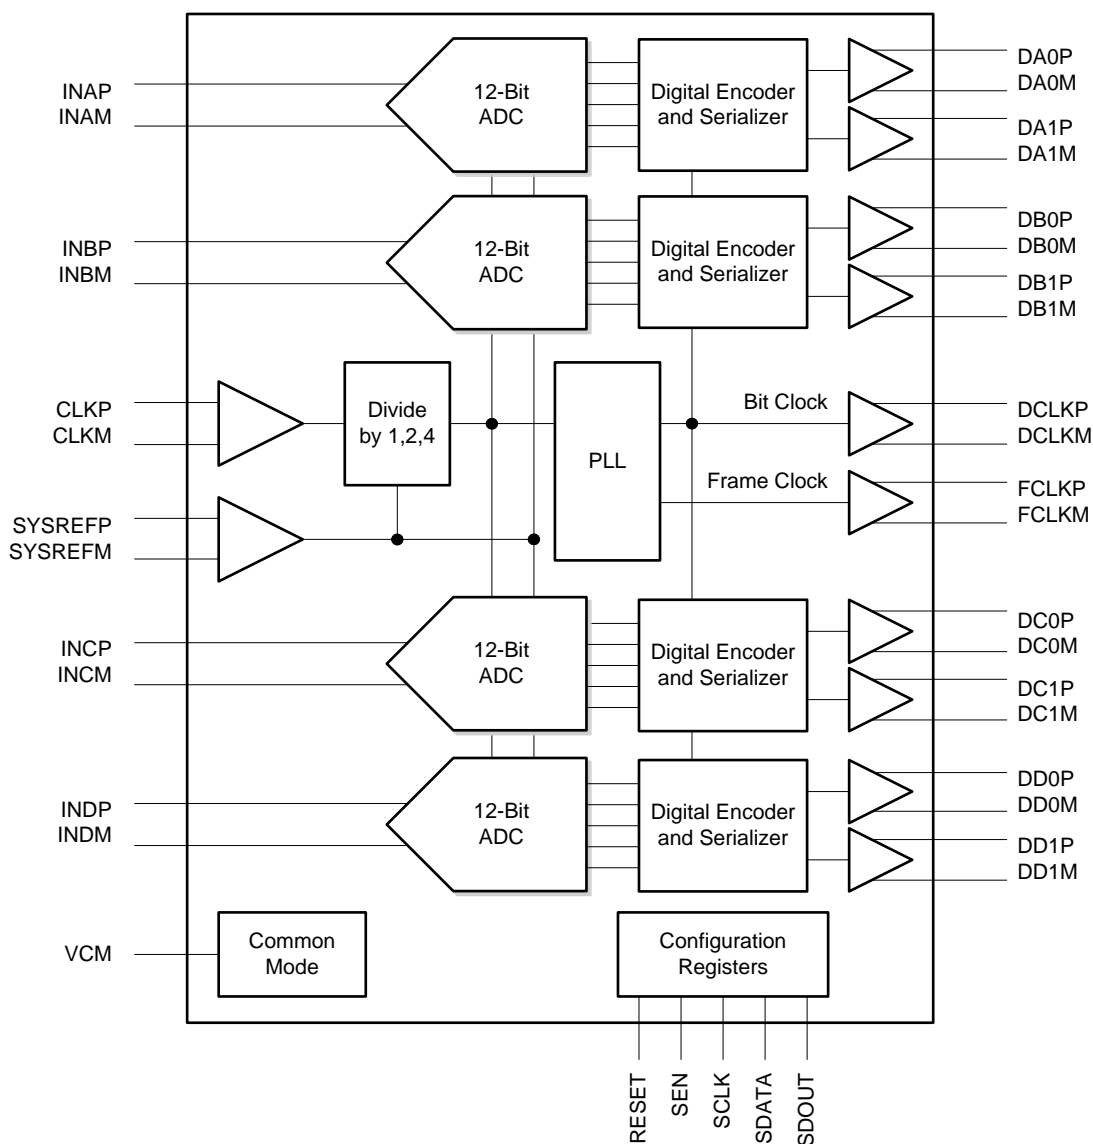 INAP
INAM
12-Bit
ADC
Digital Encoder
and Serializer
DA0P
DA0M
DA1P
DA1M
INBP
INBM
12-Bit
ADC
Digital Encoder
and Serializer
DB0P
DB0M
DB1P
DB1M
CLKP
CLKM
Divide
by 1,2,4
PLL
Bit Clock
DCLKP
DCLKM
Frame Clock
FCLKP
FCLKM
SYSREFP
SYSREFM
INCP
INCM
12-Bit
ADC
Digital Encoder
and Serializer
DC0P
DC0M
DC1P
DC1M
INDP
INDM
12-Bit
ADC
Digital Encoder
and Serializer
DD0P
DD0M
DD1P
DD1M
VCM
Common
Mode
Configuration
Registers
RESET
SEN
SCLK
SDATA
SDOUT